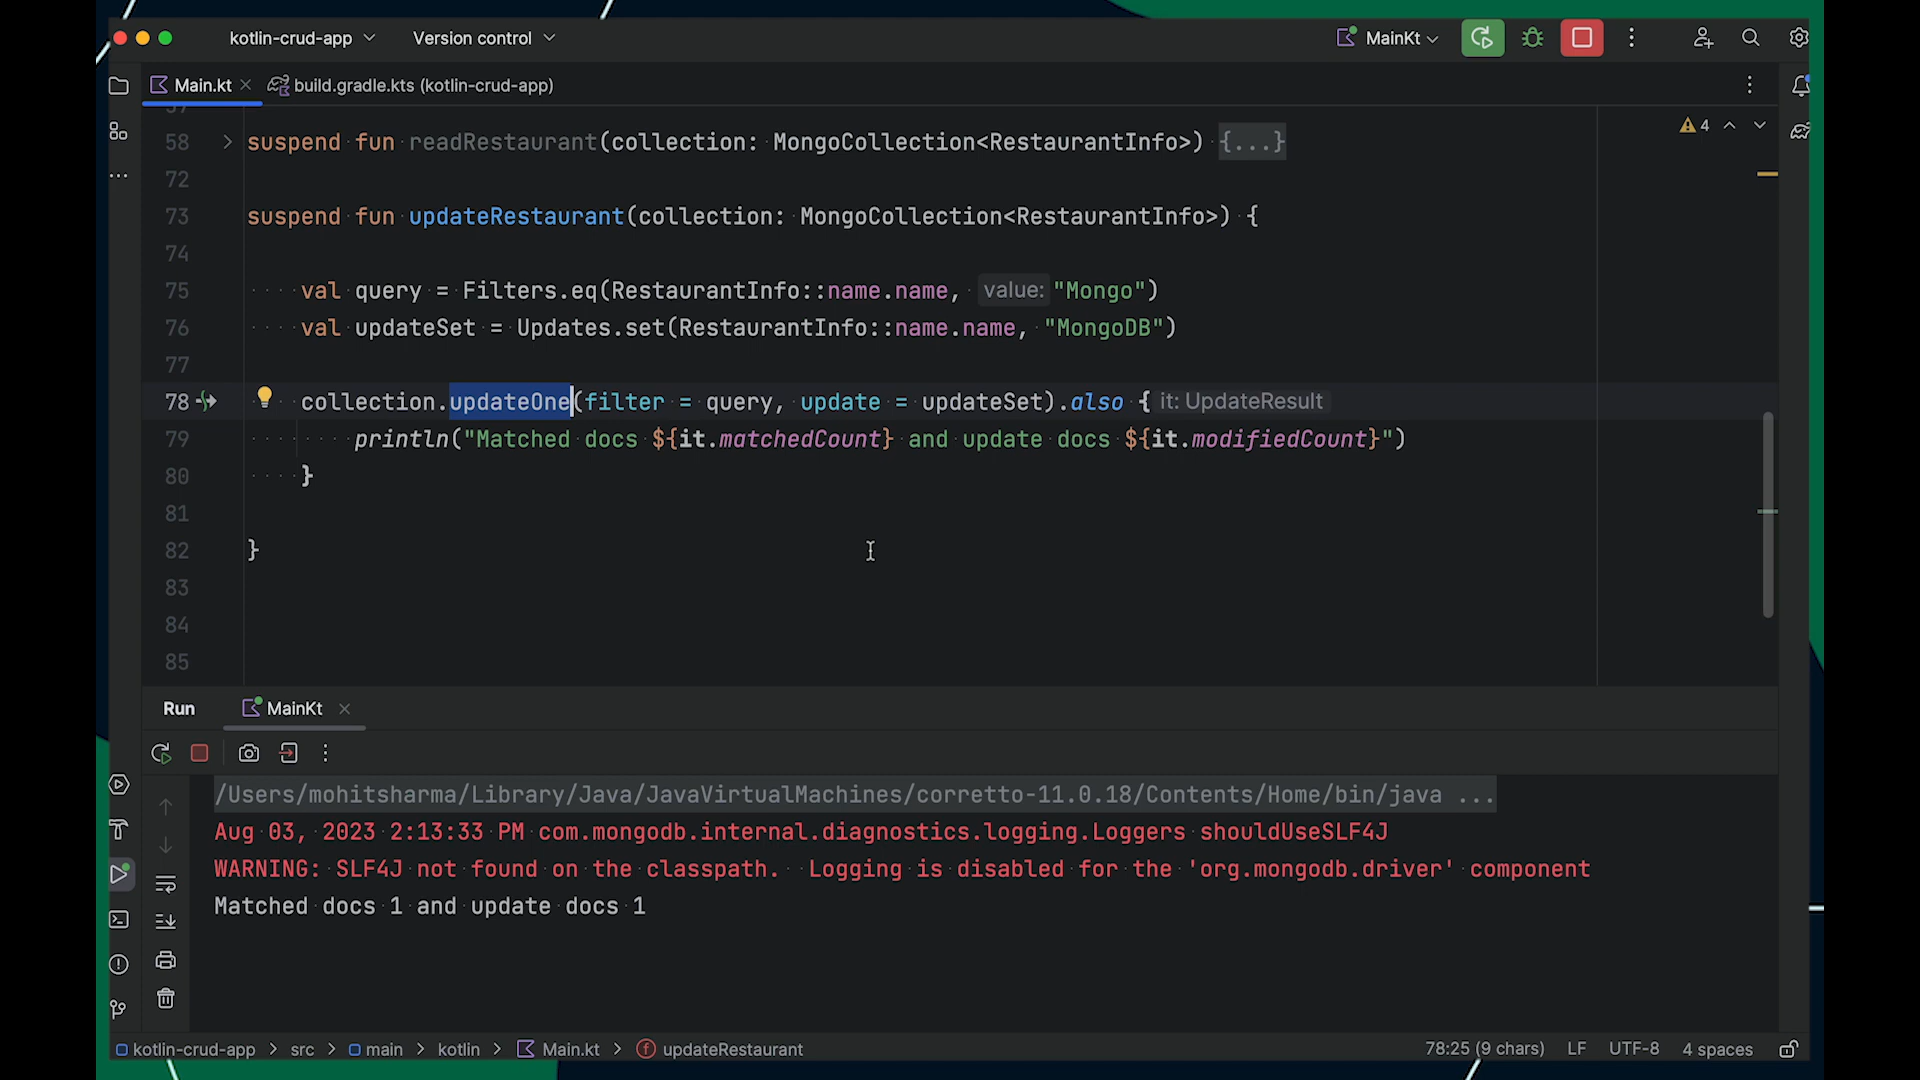 kotlin-crud-app Version control MainKt
Main.kt build.gradle.kts (kotlin-crud-app)
57
58 suspend fun readRestaurant(collection: MongoCollection<RestaurantInfo>) {...} 4
72
73 suspend fun updateRestaurant(collection: MongoCollection<RestaurantInfo>) {
74
75 val query = Filters.eq(RestaurantInfo::name.name, value: "Mongo")
76 val updateSet = Updates.set(RestaurantInfo::name.name, "MongoDB")
77
78 collection.updateOne(filter = query, update = updateSet).also { it: UpdateResult
79 println("Matched docs ${it.matchedCount} and update docs ${it.modifiedCount}")
80 }
81
82 }
83
84
85
Run MainKt
/Users/mohitsharma/Library/Java/JavaVirtualMachines/corretto-11.0.18/Contents/Home/bin/java ...
Aug 03, 2023 2:13:33 PM com.mongodb.internal.diagnostics.logging.Loggers shouldUseSLF4J
WARNING: SLF4J not found on the classpath.  Logging is disabled for the 'org.mongodb.driver' component
Matched docs 1 and update docs 1
kotlin-crud-app > src > main > kotlin > Main.kt > updateRestaurant 78:25 (9 chars) LF UTF-8 4 spaces